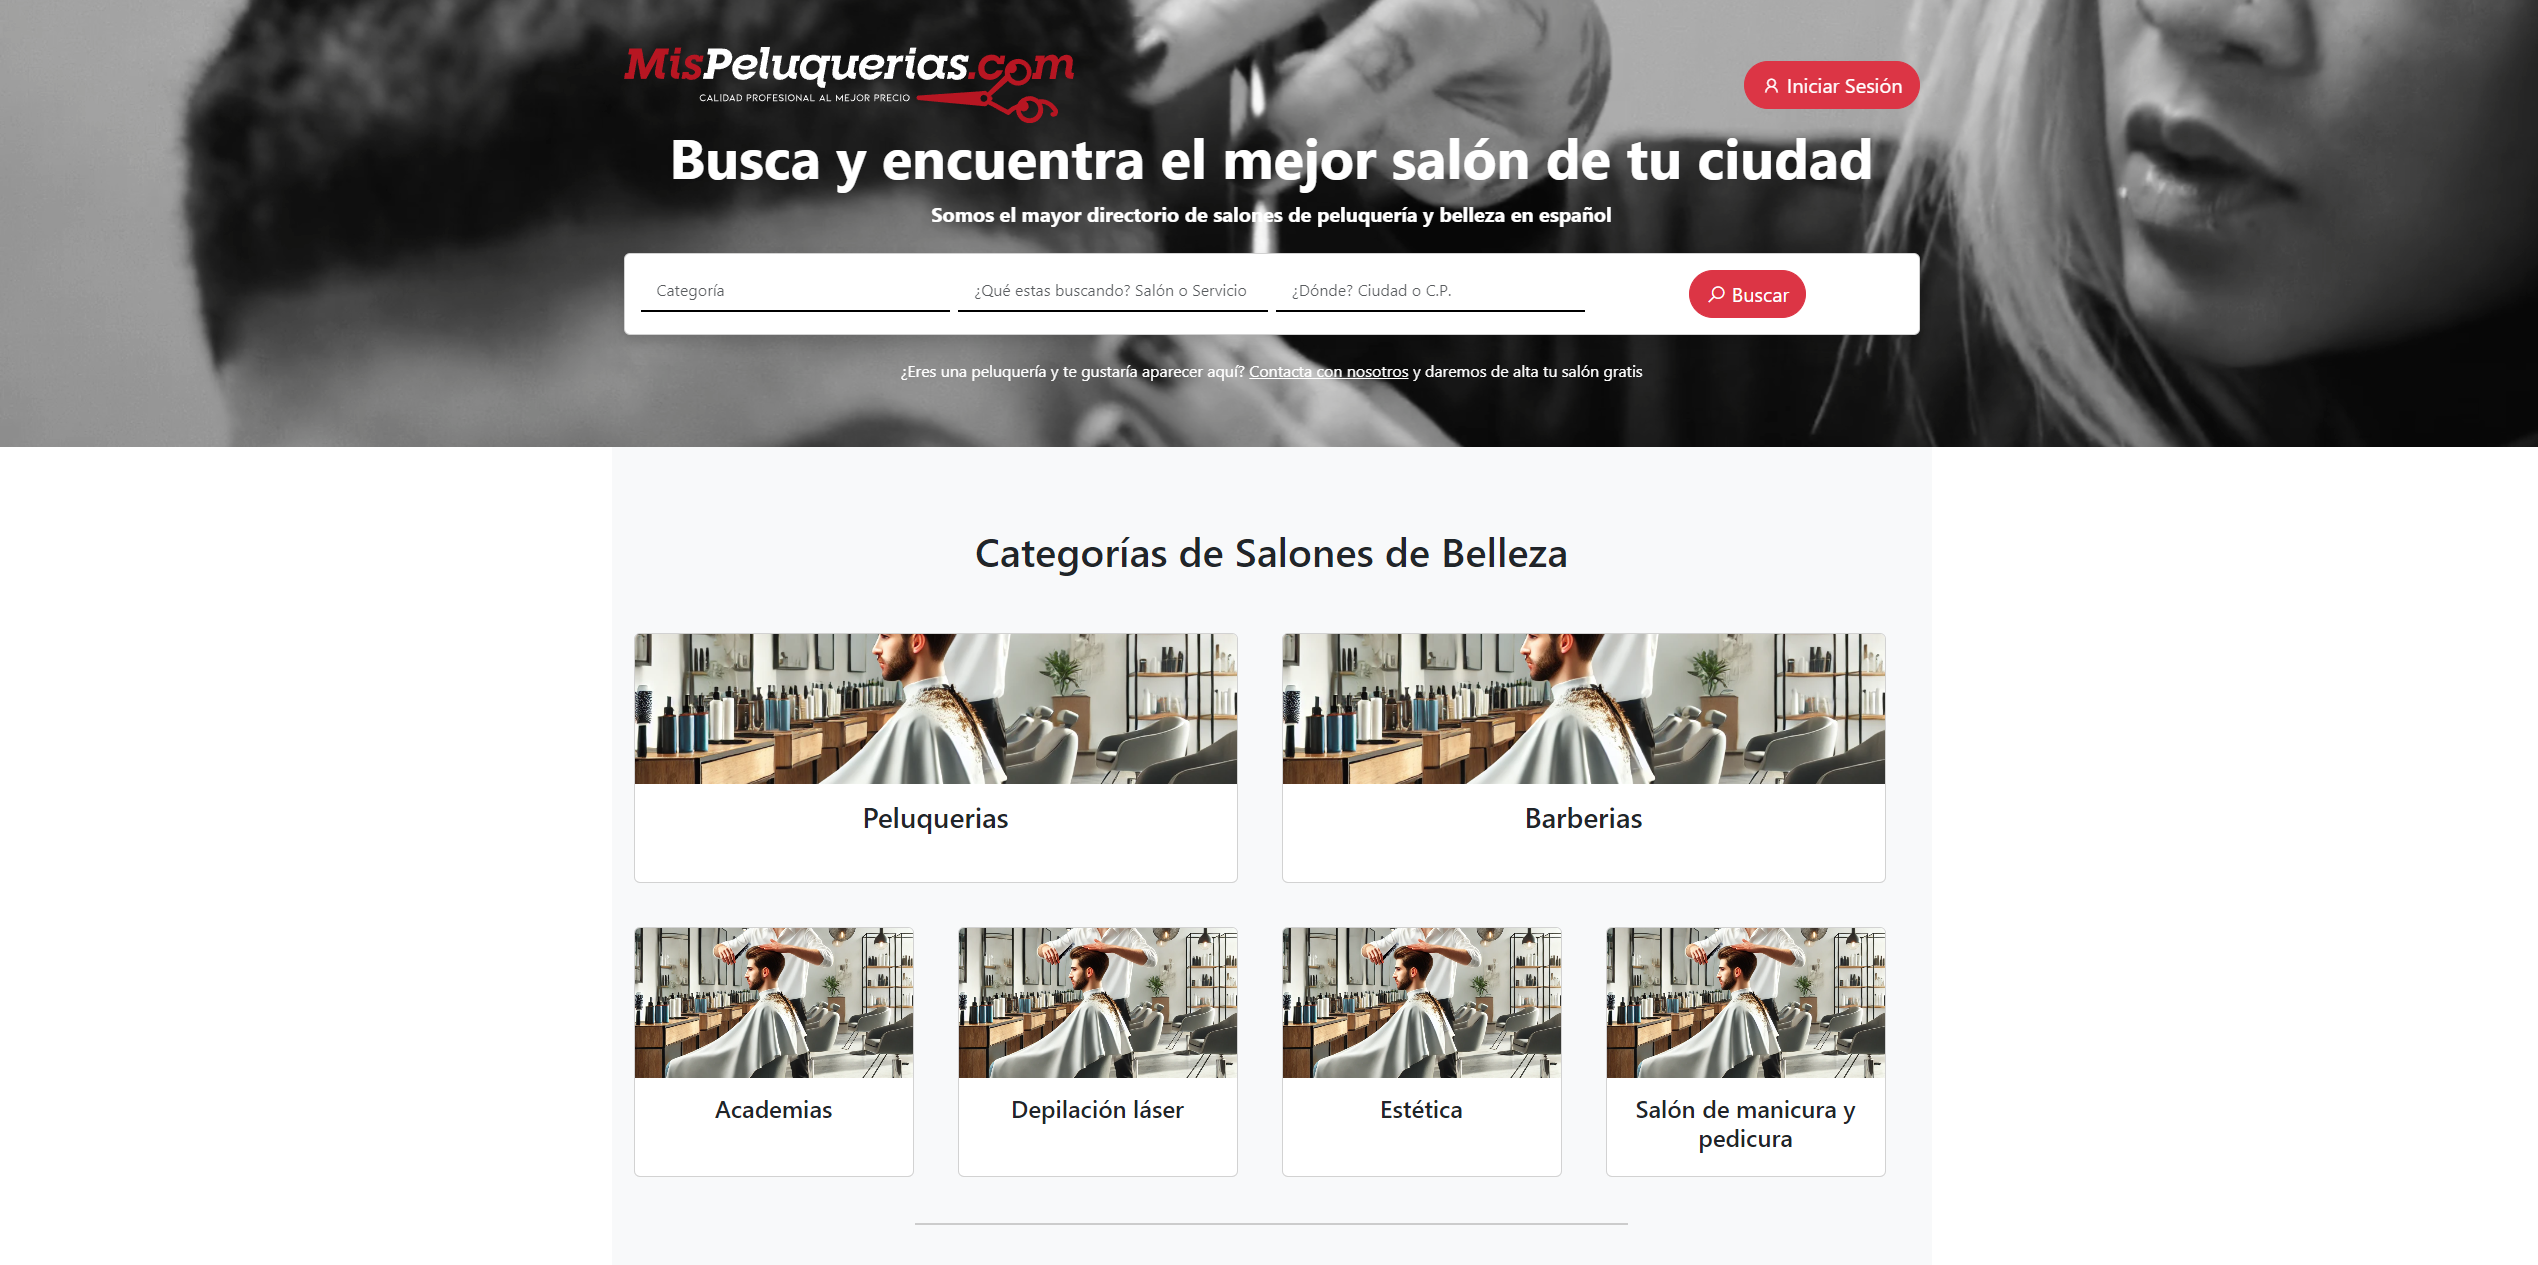 MisPeluquerias.com
CALIDAD PROFESIONAL AL MEJOR PRECIO
Iniciar Sesión
Busca y encuentra el mejor salón de tu ciudad
Somos el mayor directorio de salones de peluquería y belleza en español
Categoría
¿Qué estas buscando? Salón o Servicio
¿Dónde? Ciudad o C.P.
Buscar
¿Eres una peluquería y te gustaría aparecer aquí? Contacta con nosotros y daremos de alta tu salón gratis
Categorías de Salones de Belleza
Peluquerias
Barberias
Academias
Depilación láser
Estética
Salón de manicura y
pedicura